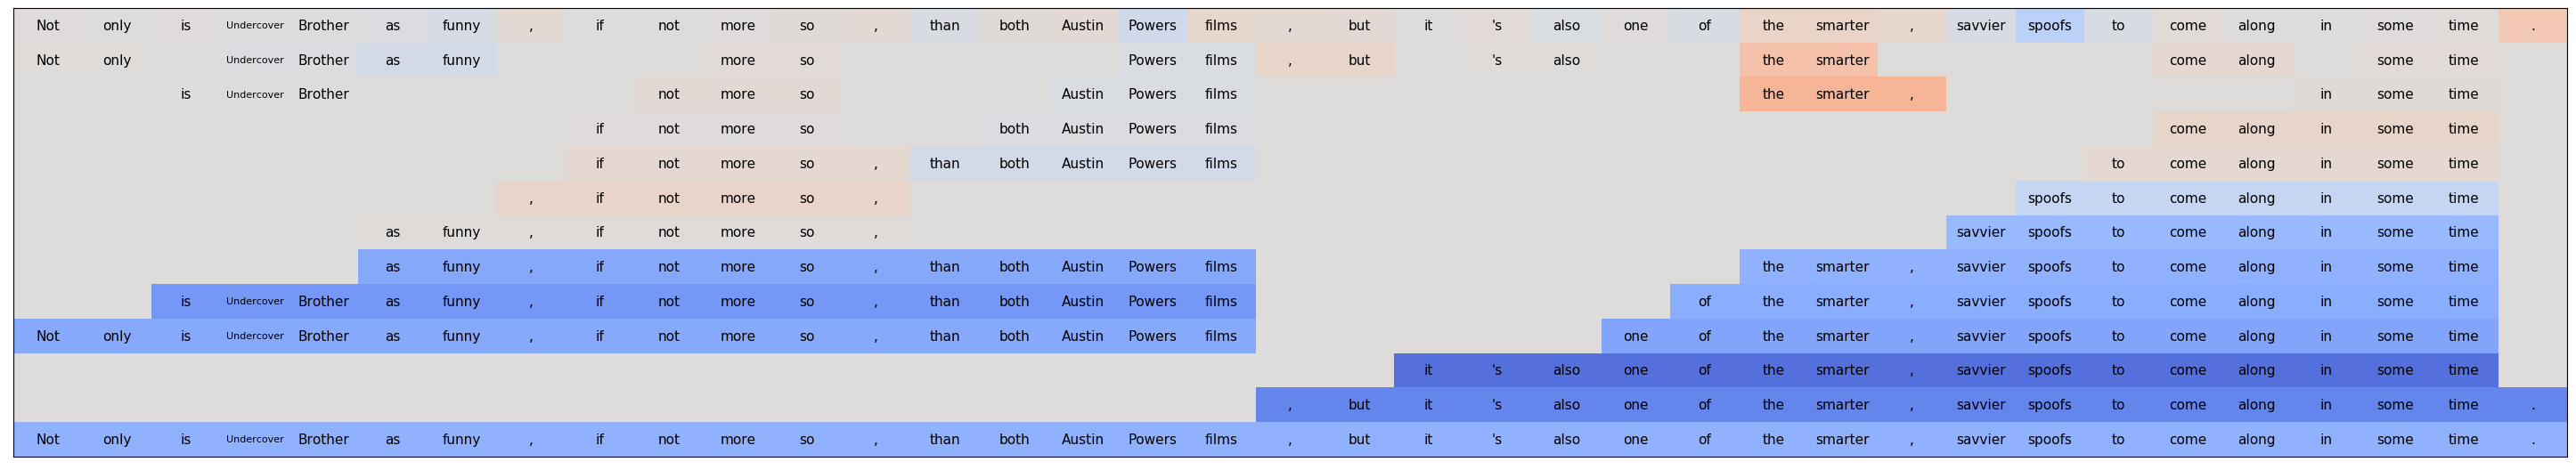 Not only is Undercover Brother as funny , if not more so , than both Austin Powers films , but it 's also one of the smarter , savvier spoofs to come along in some time .
Not only Undercover Brother as funny more so Powers films , but 's also the smarter come along some time
is Undercover Brother not more so Austin Powers films the smarter , in some time
if not more so both Austin Powers films come along in some time
if not more so , than both Austin Powers films to come along in some time
, if not more so , spoofs to come along in some time
as funny , if not more so , savvier spoofs to come along in some time
as funny , if not more so , than both Austin Powers films the smarter , savvier spoofs to come along in some time
is Undercover Brother as funny , if not more so , than both Austin Powers films of the smarter , savvier spoofs to come along in some time
Not only is Undercover Brother as funny , if not more so , than both Austin Powers films one of the smarter , savvier spoofs to come along in some time
it 's also one of the smarter , savvier spoofs to come along in some time
, but it 's also one of the smarter , savvier spoofs to come along in some time .
Not only is Undercover Brother as funny , if not more so , than both Austin Powers films , but it 's also one of the smarter , savvier spoofs to come along in some time .